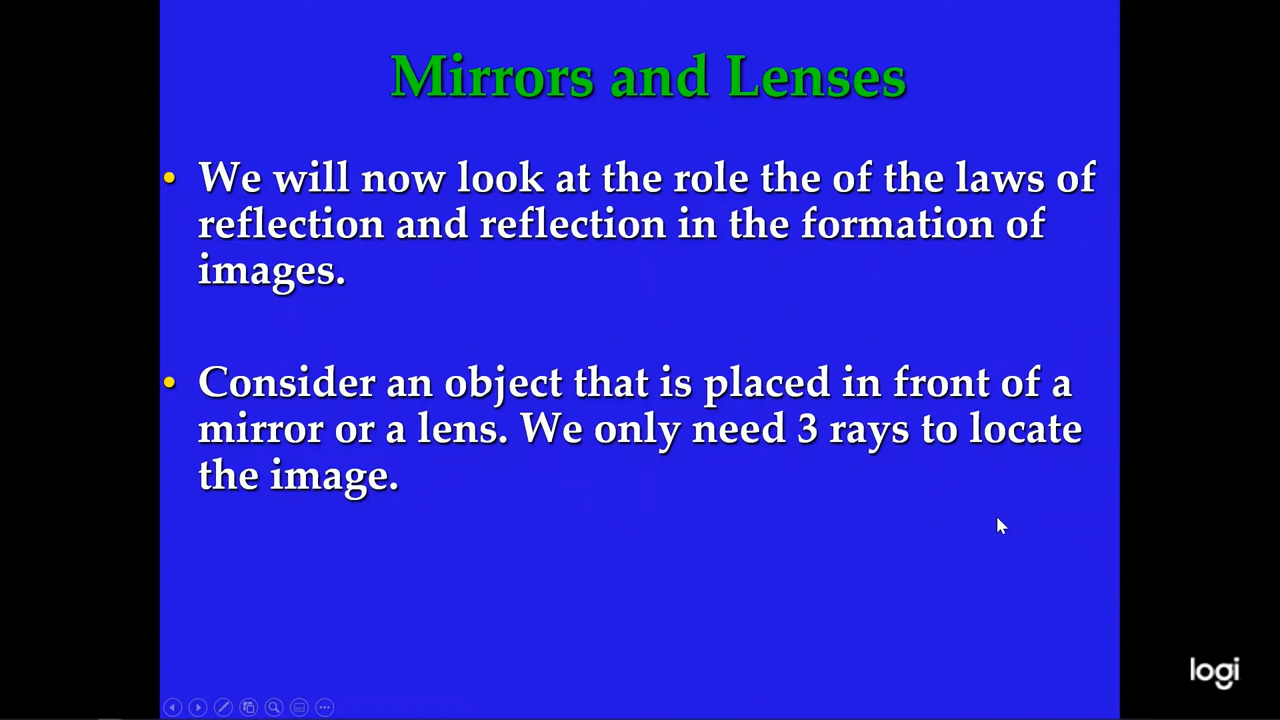 Mirrors and Lenses
• We will now look at the role the of the laws of
reflection and reflection in the formation of
images.
• Consider an object that is placed in front of a
mirror or a lens. We only need 3 rays to locate
the image.
logi